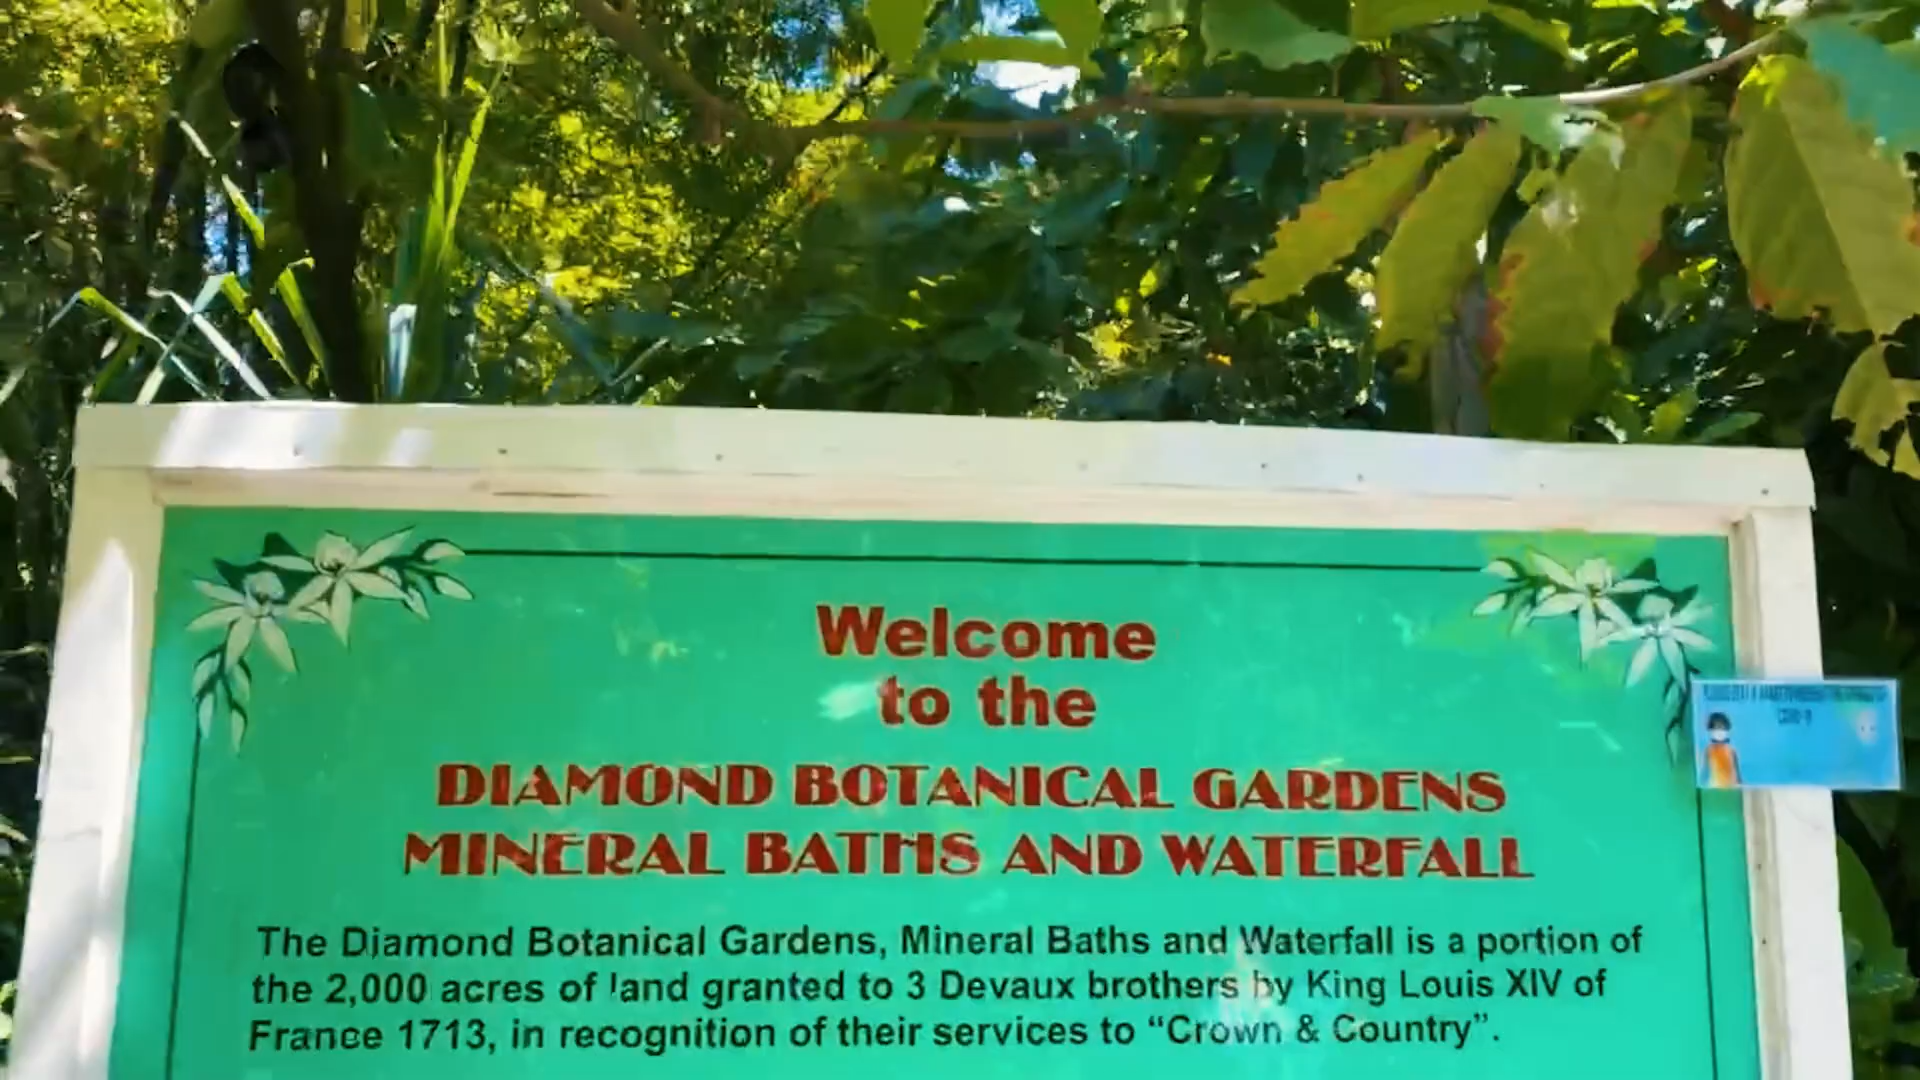 Welcome
to the
DIAMOND BOTANICAL GARDENS
MINERAL BATHS AND WATERFALL
The Diamond Botanical Gardens, Mineral Baths and Waterfall is a portion of
the 2,000 acres of land granted to 3 Devaux brothers by King Louis XIV of
France 1713, in recognition of their services to “Crown & Country”.